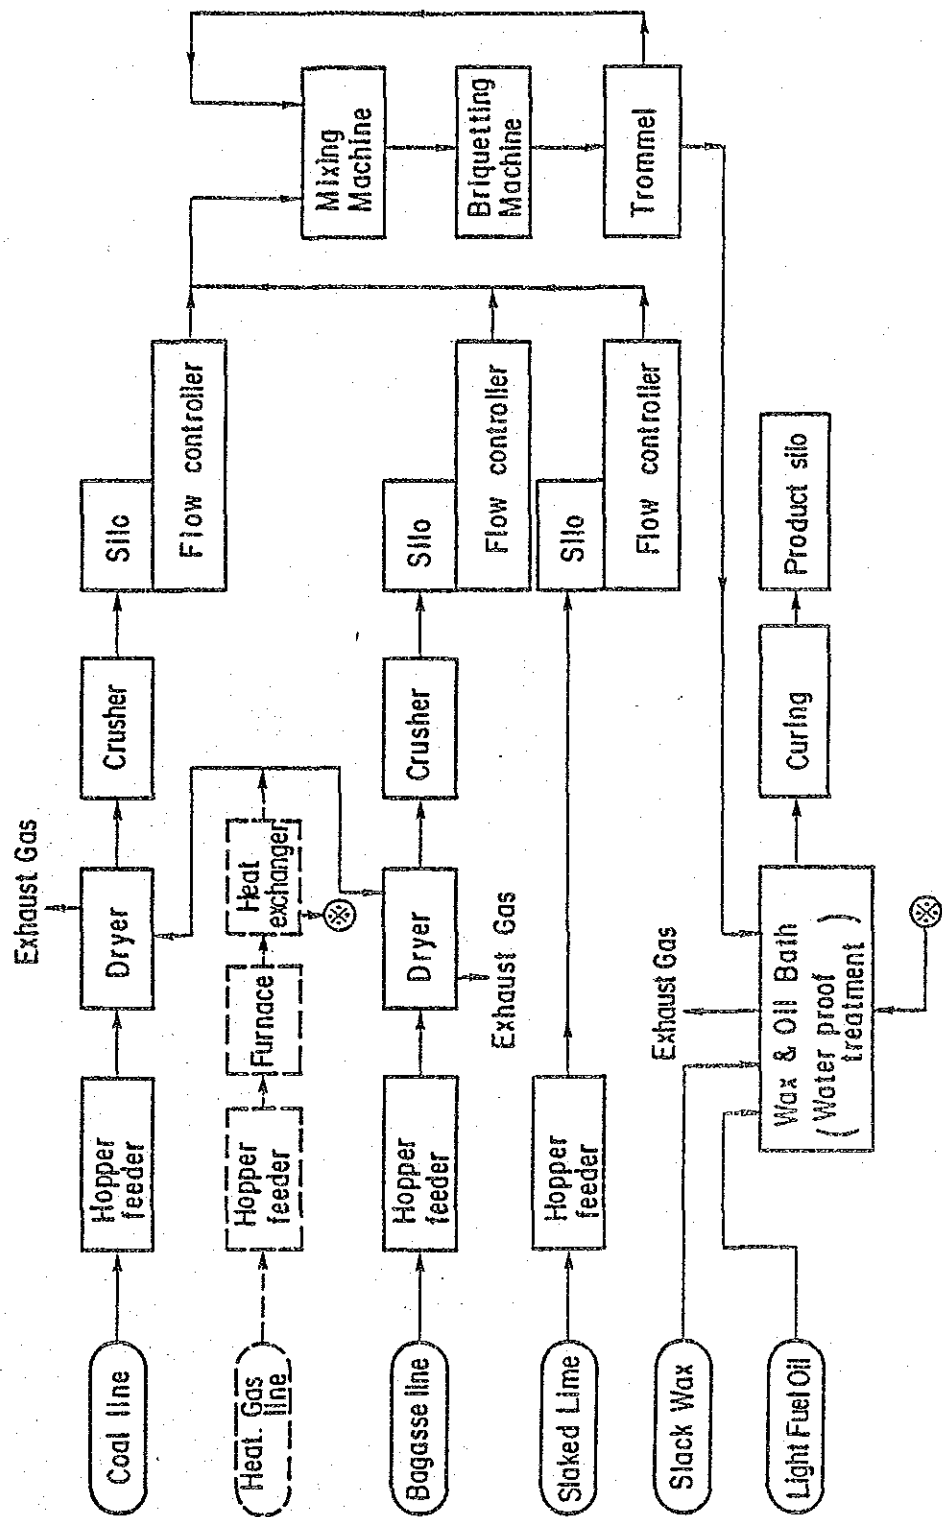 Coal line
Hopper
feeder
Dryer
Exhaust Gas
Crusher
Silo
Flow controller
Heat. Gas
line
Hopper
feeder
Furnace
Heat
exchanger
※
Bagasse line
Hopper
feeder
Dryer
Exhaust Gas
Crusher
Silo
Flow controller
Slaked Lime
Hopper
feeder
Silo
Flow controller
Mixing
Machine
Briquetting
Machine
Trommel
Slack Wax
Light Fuel Oil
Exhaust Gas
Wax & Oil Bath
( Water proof
treatment )
※
Curing
Product silo